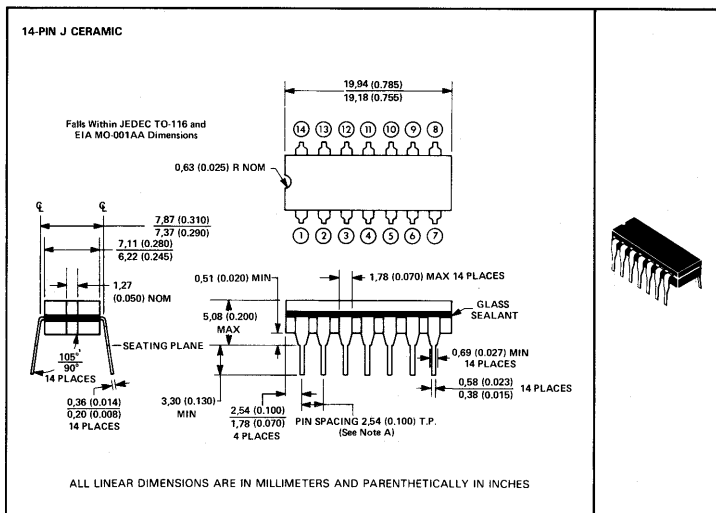 14-PIN J CERAMIC
19,94 (0.785)
19,18 (0.755)
Falls Within JEDEC TO-116 and
EIA MO-001AA Dimensions
14 13 12 11 10 9 8
0,63 (0.025) R NOM
1 2 3 4 5 6 7
℄ ℄
7,87 (0.310)
7,37 (0.290)
7,11 (0.280)
6,22 (0.245)
1,27
(0.050) NOM
0,51 (0.020) MIN
1,78 (0.070) MAX 14 PLACES
5,08 (0.200)
MAX
GLASS
SEALANT
SEATING PLANE
105°
90°
14 PLACES
0,69 (0.027) MIN
14 PLACES
0,36 (0.014)
0,20 (0.008)
14 PLACES
3,30 (0.130)
MIN
0,58 (0.023)
0,38 (0.015)
14 PLACES
2,54 (0.100)
1,78 (0.070)
4 PLACES
PIN SPACING 2,54 (0.100) T.P.
(See Note A)
ALL LINEAR DIMENSIONS ARE IN MILLIMETERS AND PARENTHETICALLY IN INCHES